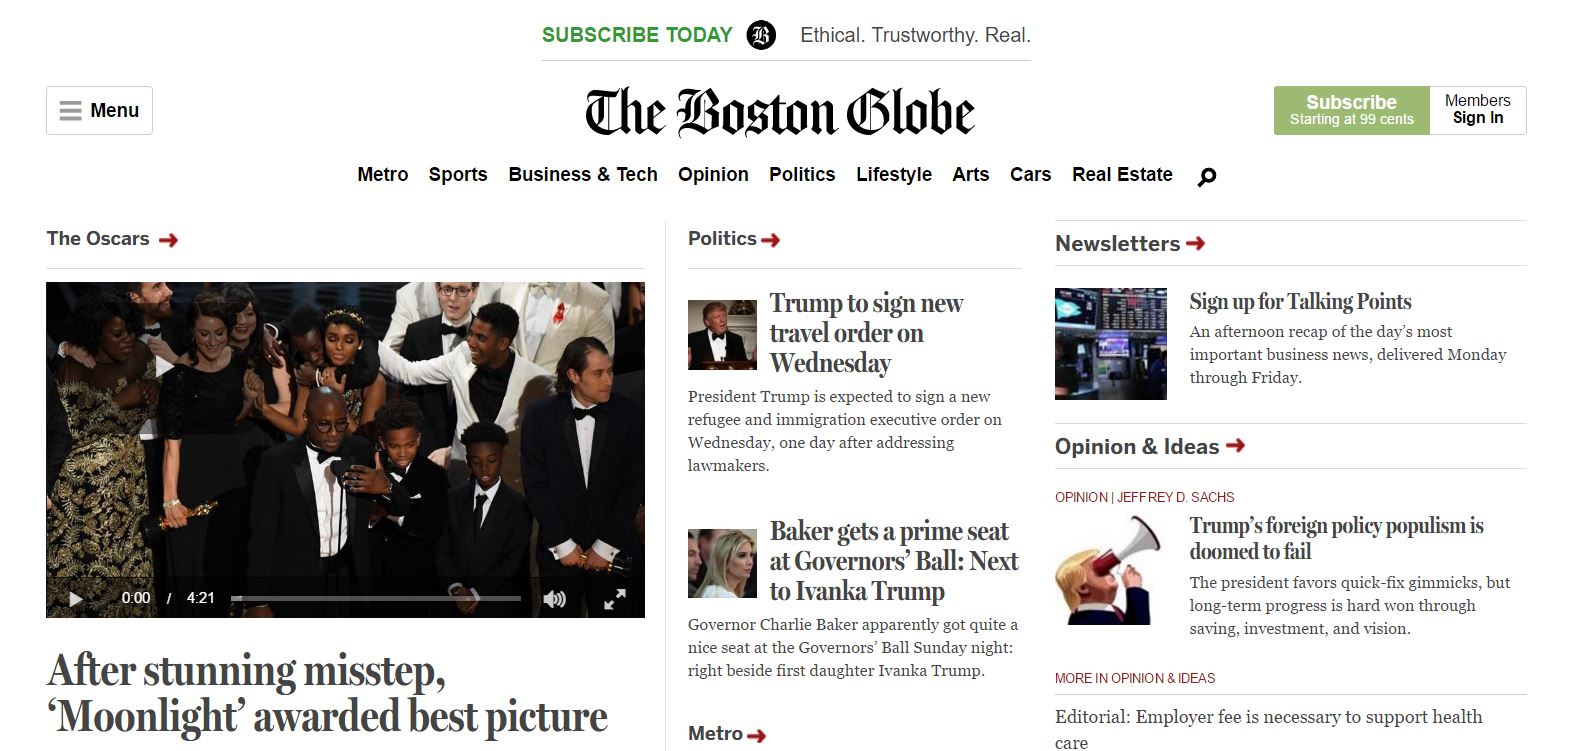 SUBSCRIBE TODAY B Ethical. Trustworthy. Real.
Menu
The Boston Globe
Subscribe
Starting at 99 cents
Members
Sign In
Metro Sports Business & Tech Opinion Politics Lifestyle Arts Cars Real Estate
The Oscars
0:00 / 4:21
After stunning misstep,
‘Moonlight’ awarded best picture
Politics
Trump to sign new
travel order on
Wednesday
President Trump is expected to sign a new
refugee and immigration executive order on
Wednesday, one day after addressing
lawmakers.
Baker gets a prime seat
at Governors’ Ball: Next
to Ivanka Trump
Governor Charlie Baker apparently got quite a
nice seat at the Governors’ Ball Sunday night:
right beside first daughter Ivanka Trump.
Metro
Newsletters
Sign up for Talking Points
An afternoon recap of the day’s most
important business news, delivered Monday
through Friday.
Opinion & Ideas
OPINION | JEFFREY D. SACHS
Trump’s foreign policy populism is
doomed to fail
The president favors quick-fix gimmicks, but
long-term progress is hard won through
saving, investment, and vision.
MORE IN OPINION & IDEAS
Editorial: Employer fee is necessary to support health
care